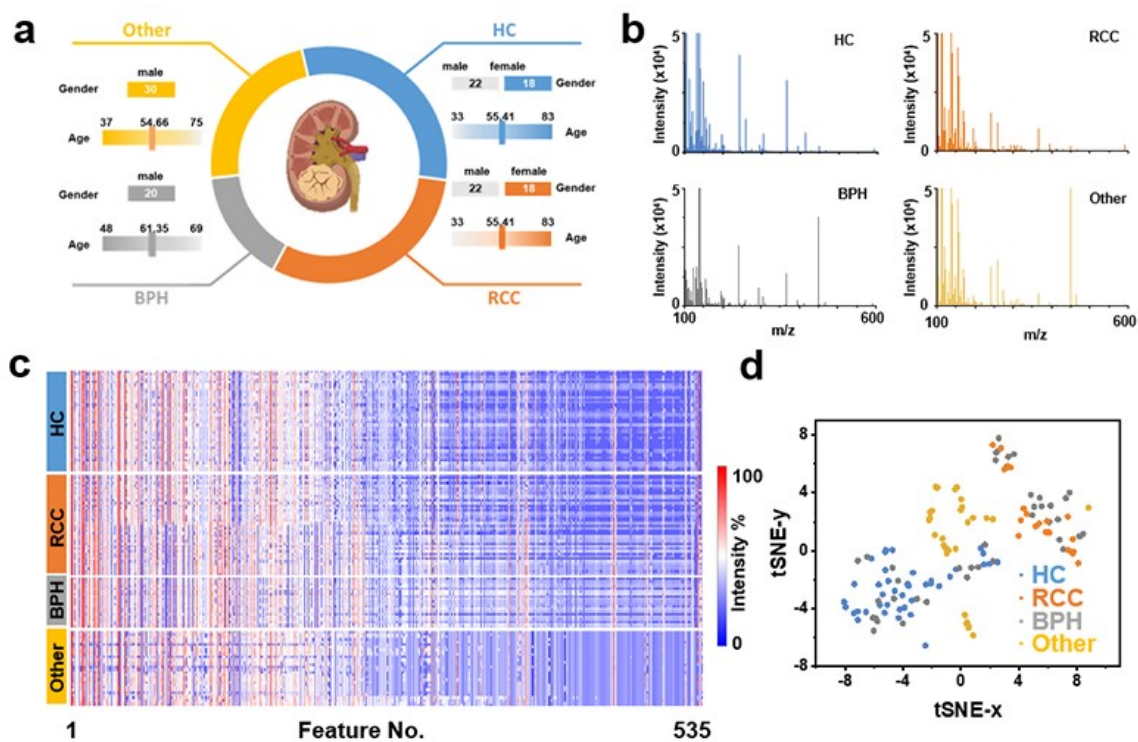 a
Other
HC
male
Gender
30
37
54,66
75
Age
male
Gender
20
48
61,35
69
Age
BPH
male
female
22
18
Gender
33
55,41
83
Age
male
female
22
18
Gender
33
55,41
83
Age
RCC
b
HC
5
0
Intensity (x10⁴)
RCC
5
0
Intensity (x10⁴)
BPH
5
0
Intensity (x10⁴)
100
600
m/z
Other
5
0
Intensity (x10⁴)
100
600
m/z
c
HC
RCC
BPH
Other
1
Feature No.
535
100
0
Intensity %
d
8
4
0
-4
-8
tSNE-y
-8
-4
0
4
8
tSNE-x
HC
RCC
BPH
Other